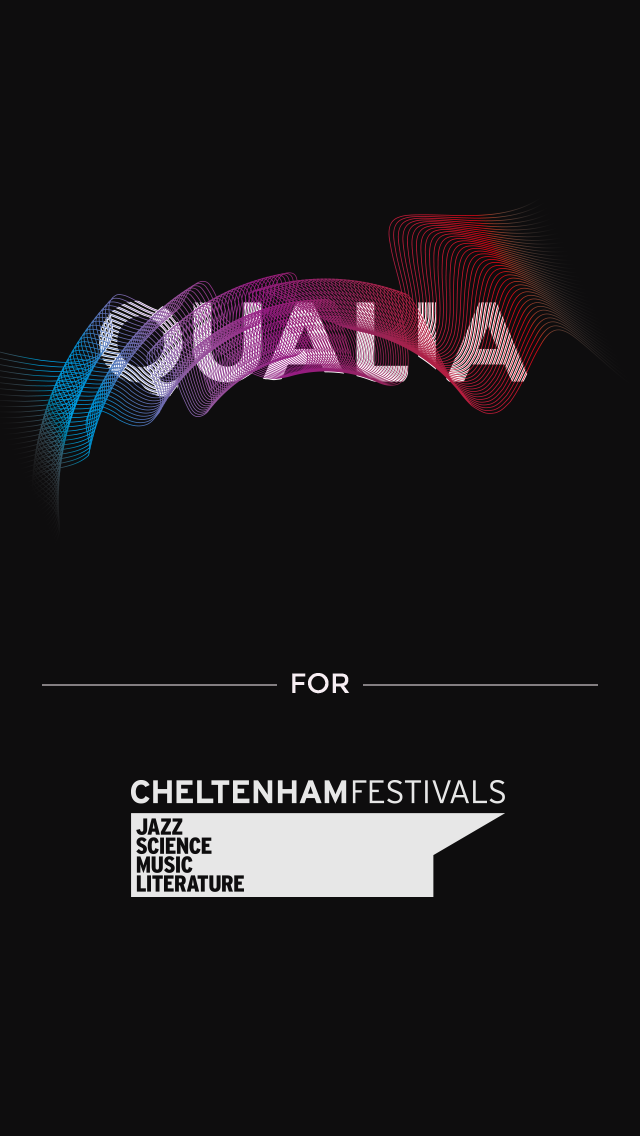 QUALIA
FOR
CHELTENHAMFESTIVALS
JAZZ
SCIENCE
MUSIC
LITERATURE